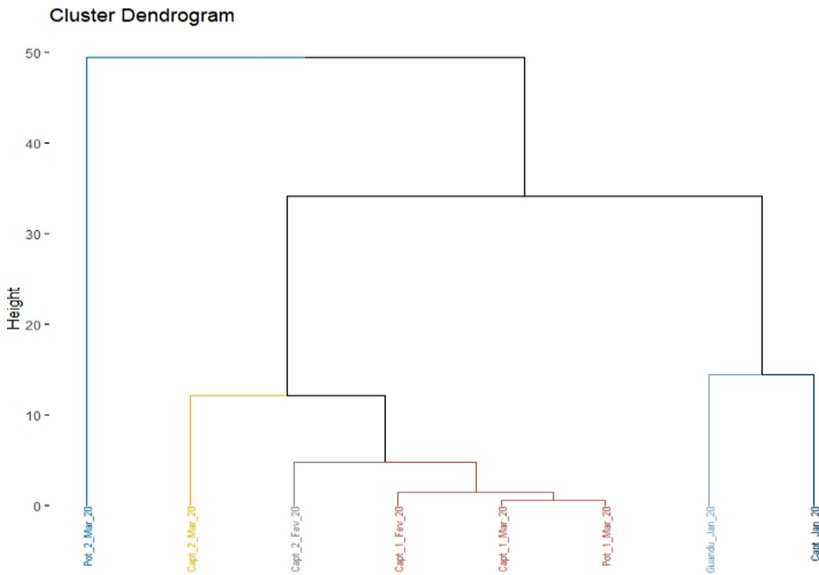 Cluster Dendrogram
50
40
30
20
10
0
Height
Pot_2_Mar_20
Capt_2_Mar_20
Capt_2_Fev_20
Capt_1_Fev_20
Capt_1_Mar_20
Pot_1_Mar_20
Guandu_Jan_20
Capt_Jan_20